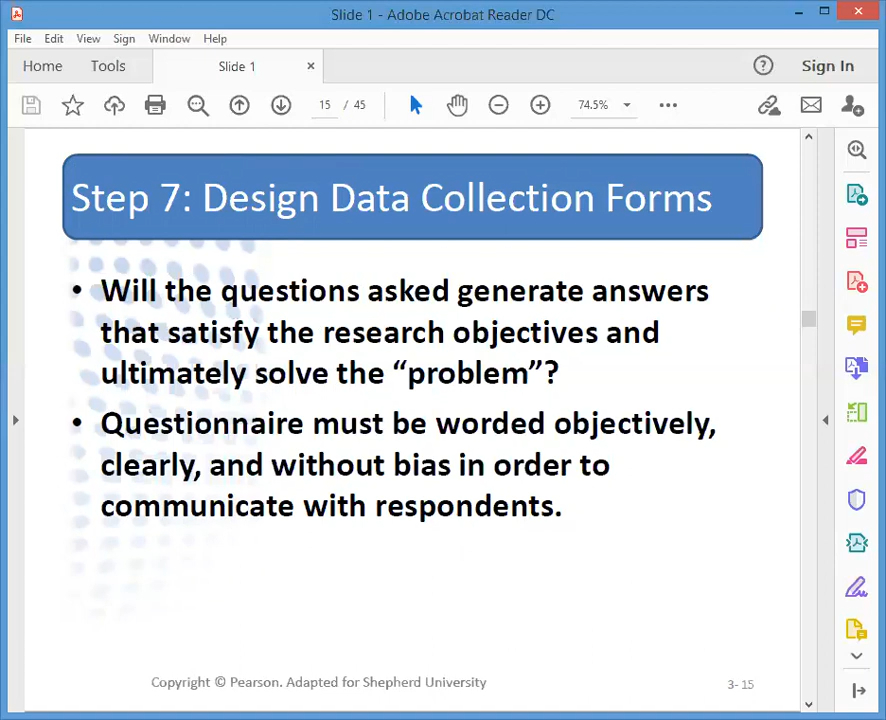 Slide 1 - Adobe Acrobat Reader DC
File Edit View Sign Window Help
Home Tools Slide 1 × Sign In
15 / 45 74.5%
Step 7: Design Data Collection Forms
• Will the questions asked generate answers
that satisfy the research objectives and
ultimately solve the “problem”?
• Questionnaire must be worded objectively,
clearly, and without bias in order to
communicate with respondents.
Copyright © Pearson. Adapted for Shepherd University
3- 15